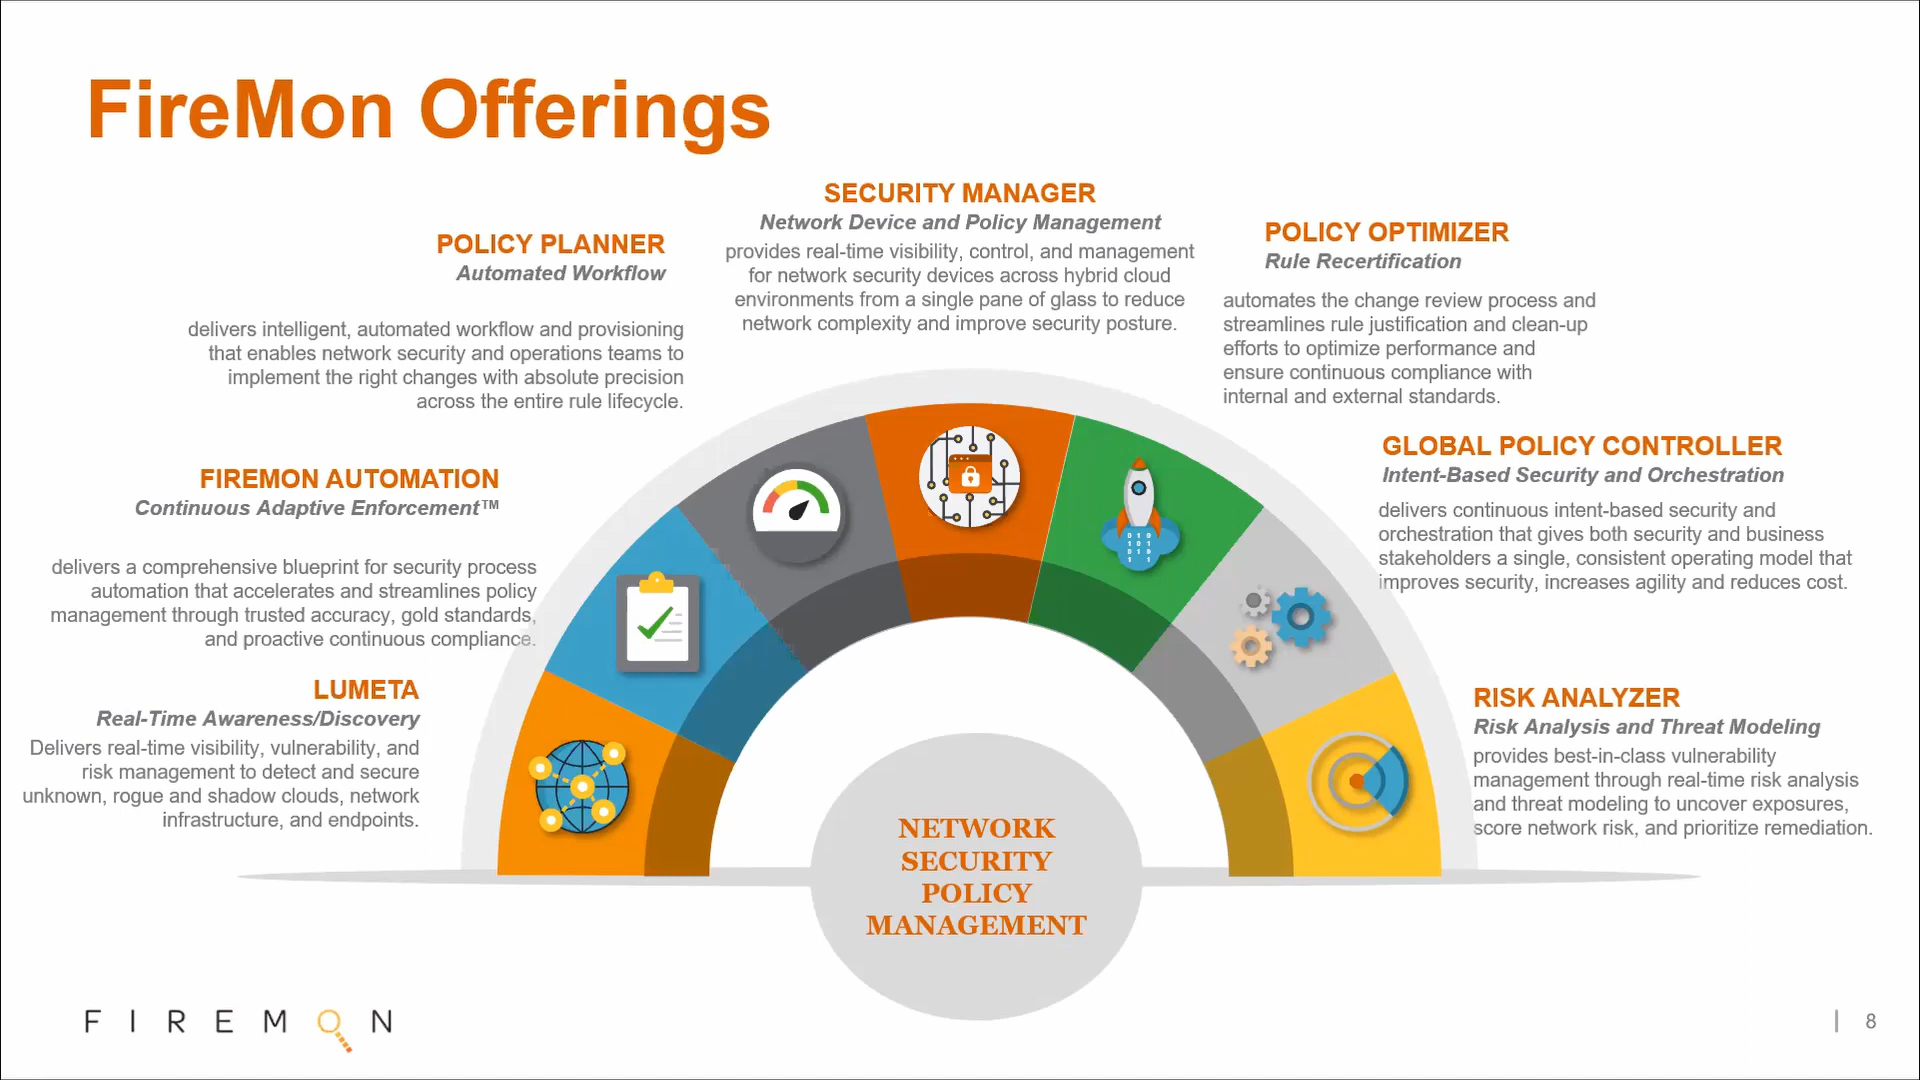 FireMon Offerings
SECURITY MANAGER
Network Device and Policy Management
provides real-time visibility, control, and management
for network security devices across hybrid cloud
environments from a single pane of glass to reduce
network complexity and improve security posture.
POLICY PLANNER
Automated Workflow
delivers intelligent, automated workflow and provisioning
that enables network security and operations teams to
implement the right changes with absolute precision
across the entire rule lifecycle.
POLICY OPTIMIZER
Rule Recertification
automates the change review process and
streamlines rule justification and clean-up
efforts to optimize performance and
ensure continuous compliance with
internal and external standards.
FIREMON AUTOMATION
Continuous Adaptive Enforcement™
delivers a comprehensive blueprint for security process
automation that accelerates and streamlines policy
management through trusted accuracy, gold standards,
and proactive continuous compliance.
GLOBAL POLICY CONTROLLER
Intent-Based Security and Orchestration
delivers continuous intent-based security and
orchestration that gives both security and business
stakeholders a single, consistent operating model that
improves security, increases agility and reduces cost.
LUMETA
Real-Time Awareness/Discovery
Delivers real-time visibility, vulnerability, and
risk management to detect and secure
unknown, rogue and shadow clouds, network
infrastructure, and endpoints.
RISK ANALYZER
Risk Analysis and Threat Modeling
provides best-in-class vulnerability
management through real-time risk analysis
and threat modeling to uncover exposures,
score network risk, and prioritize remediation.
NETWORK
SECURITY
POLICY
MANAGEMENT
FIREMON
| 8